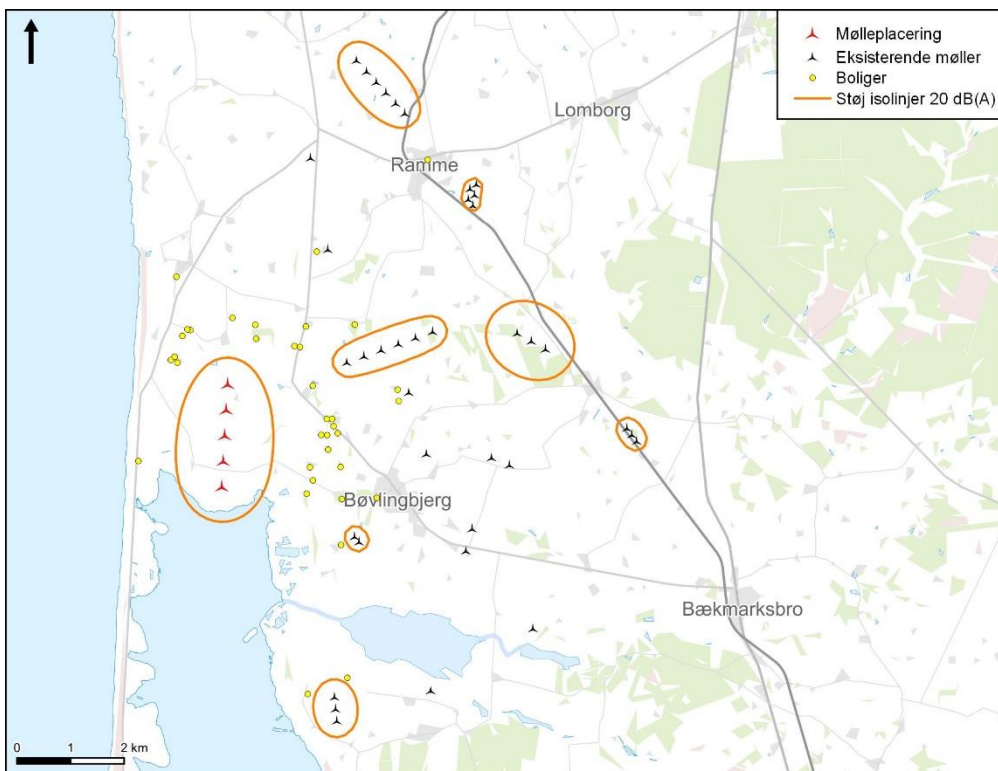 Mølleplacering
Eksisterende møller
Boliger
Støj isolinjer 20 dB(A)
Lomborg
Ramme
Bøvlingbjerg
Bækmarksbro
0 1 2 km